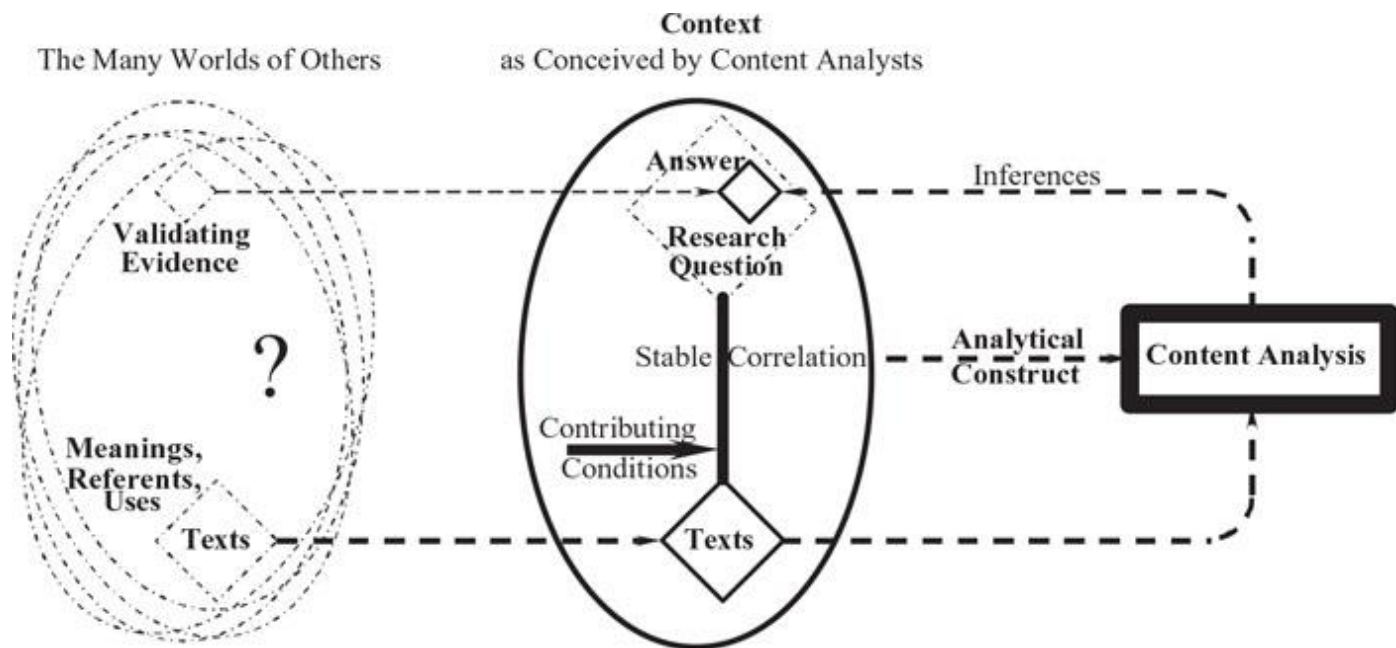 Context
The Many Worlds of Others
as Conceived by Content Analysts
Answer
Inferences
Validating
Evidence
Research
Question
?
Stable Correlation
Analytical
Construct
Content Analysis
Contributing
Conditions
Meanings,
Referents,
Uses
Texts
Texts